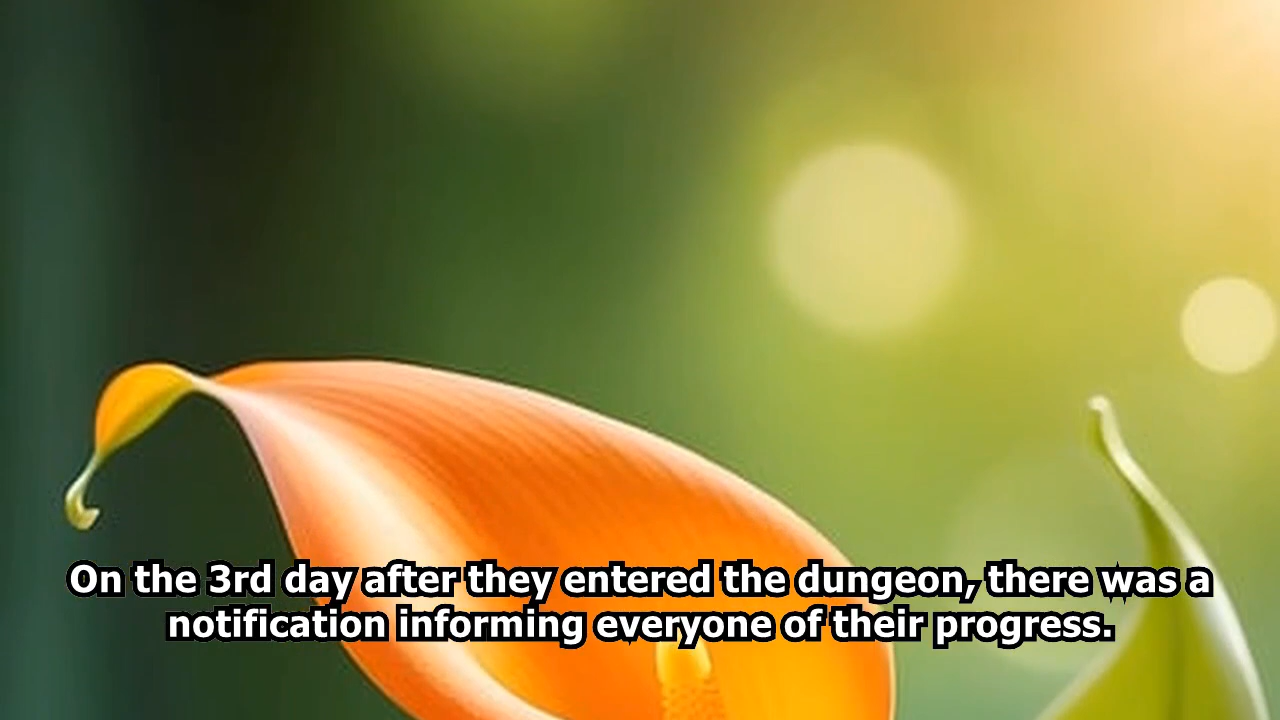 On the 3rd day after they entered the dungeon, there was a
notification informing everyone of their progress.